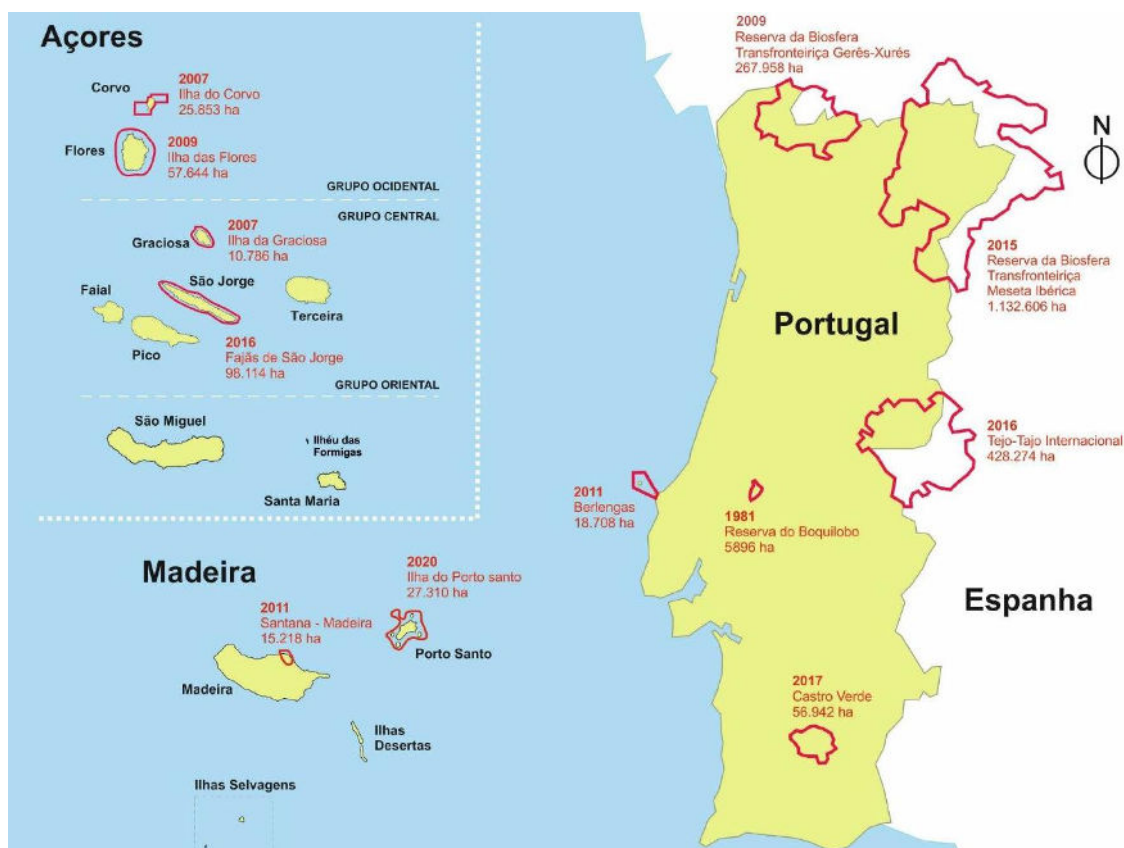 Açores
Corvo
2007
Ilha do Corvo
25.853 ha
Flores
2009
Ilha das Flores
57.644 ha
GRUPO OCIDENTAL
GRUPO CENTRAL
2007
Ilha da Graciosa
10.786 ha
Graciosa
São Jorge
Faial
Terceira
Pico
2016
Fajãs de São Jorge
98.114 ha
GRUPO ORIENTAL
São Miguel
Ilhéu das
Formigas
Santa Maria
Madeira
2020
Ilha do Porto santo
27.310 ha
2011
Santana - Madeira
15.218 ha
Porto Santo
Madeira
Ilhas
Desertas
Ilhas Selvagens
2009
Reserva da Biosfera
Transfronteiriça Gerês-Xurés
267.958 ha
N
2015
Reserva da Biosfera
Transfronteiriça
Meseta Ibérica
1.132.606 ha
Portugal
2016
Tejo-Tajo Internacional
428.274 ha
2011
Berlengas
18.708 ha
1981
Reserva do Boquilobo
5896 ha
Espanha
2017
Castro Verde
56.942 ha